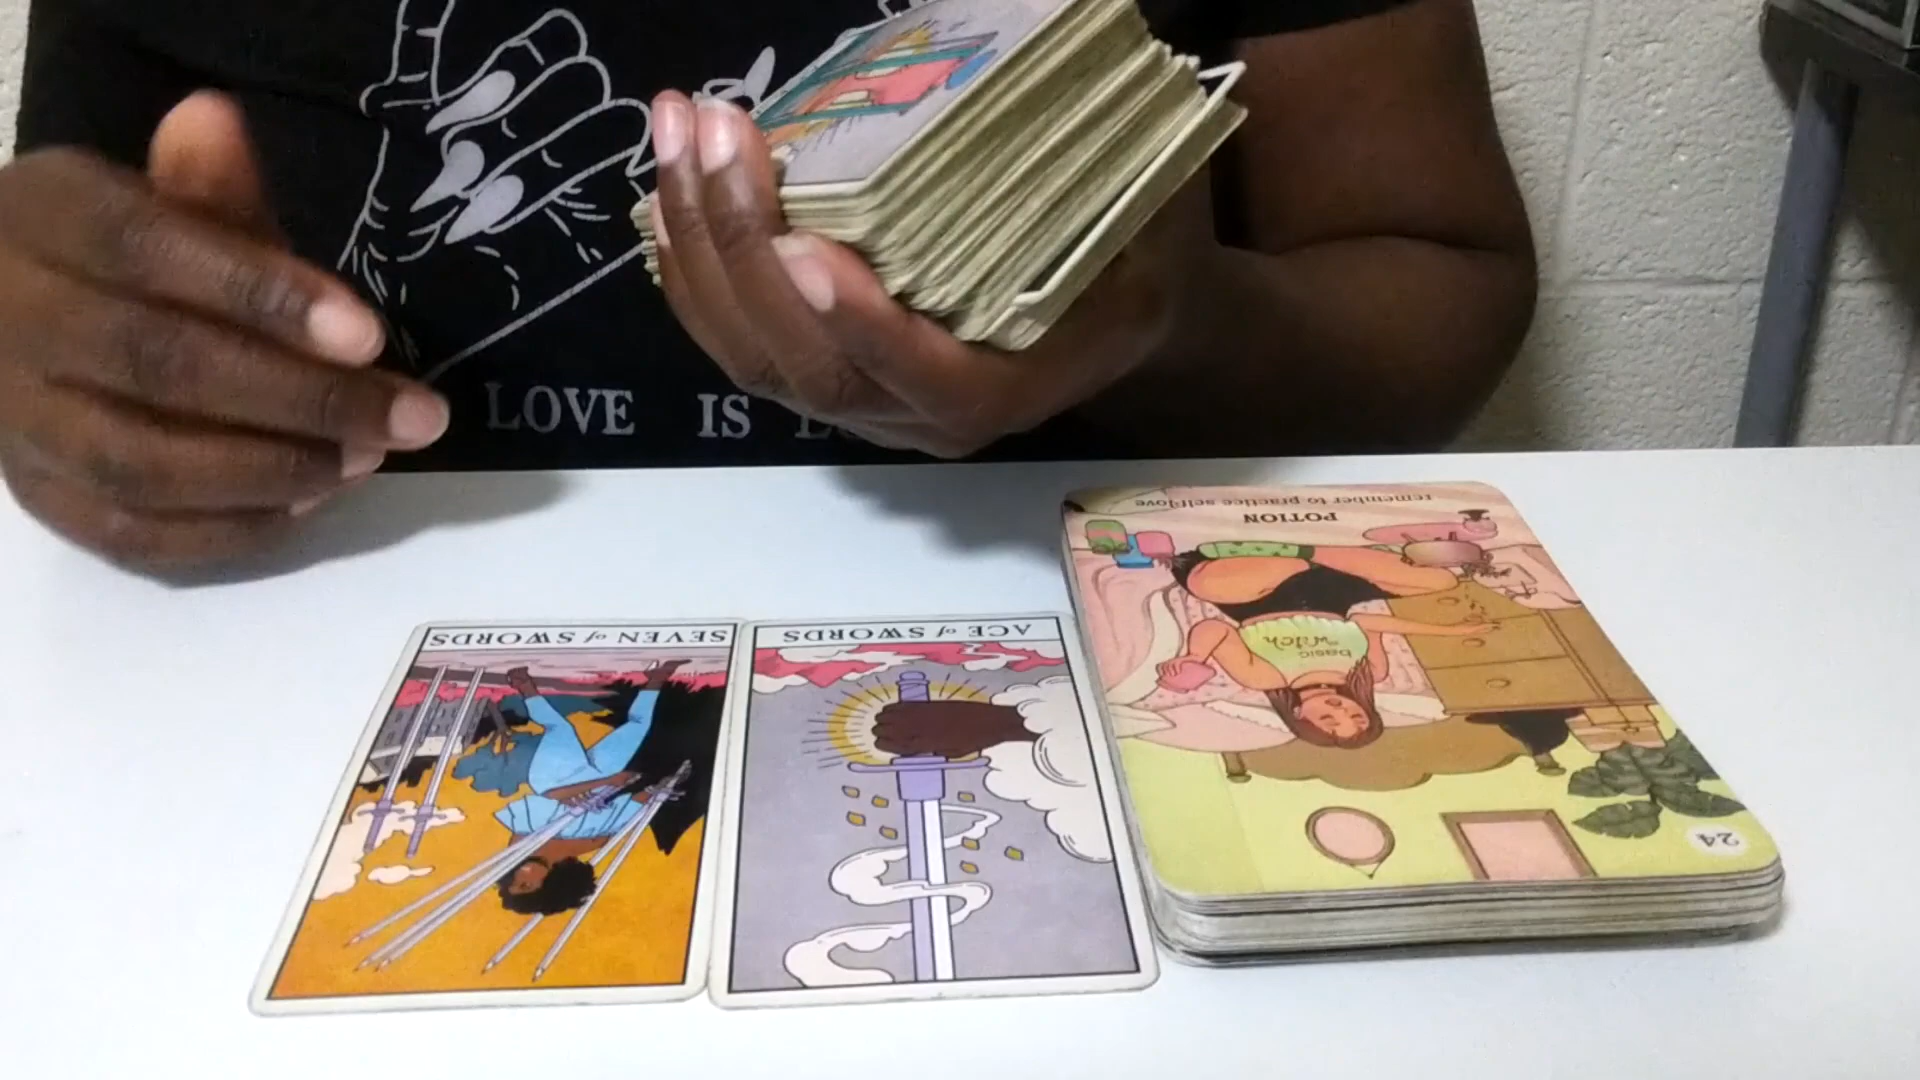 LOVE IS
SEVEN of SWORDS
ACE of SWORDS
remember to practice self-love
POTION
basic
witch
24